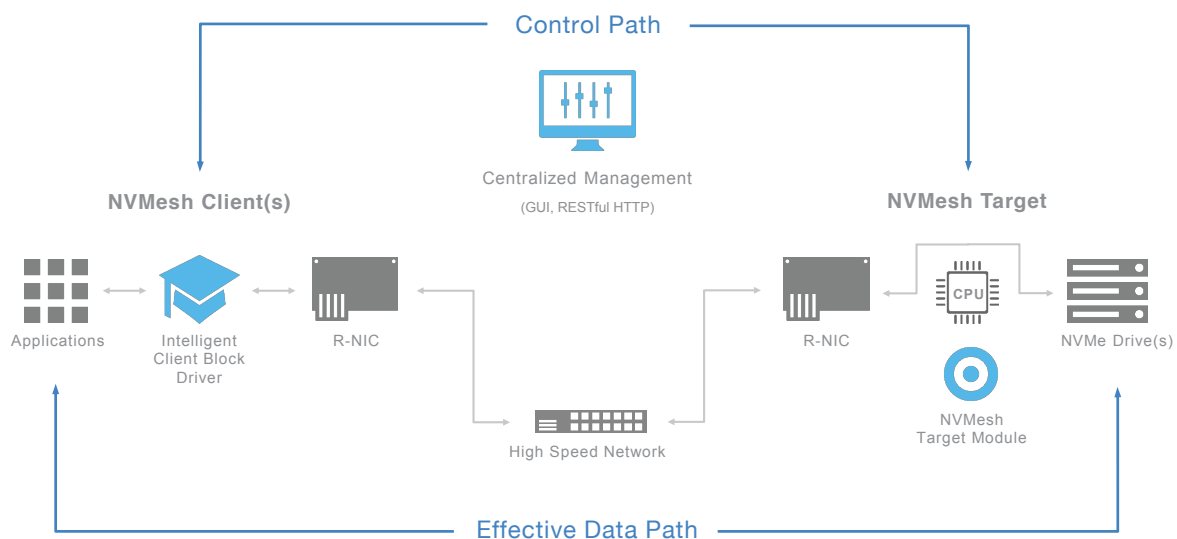 Control Path
Centralized Management
(GUI, RESTful HTTP)
NVMesh Client(s)
NVMesh Target
CPU
Applications
Intelligent
Client Block
Driver
R-NIC
R-NIC
NVMe Drive(s)
NVMesh
Target Module
High Speed Network
Effective Data Path